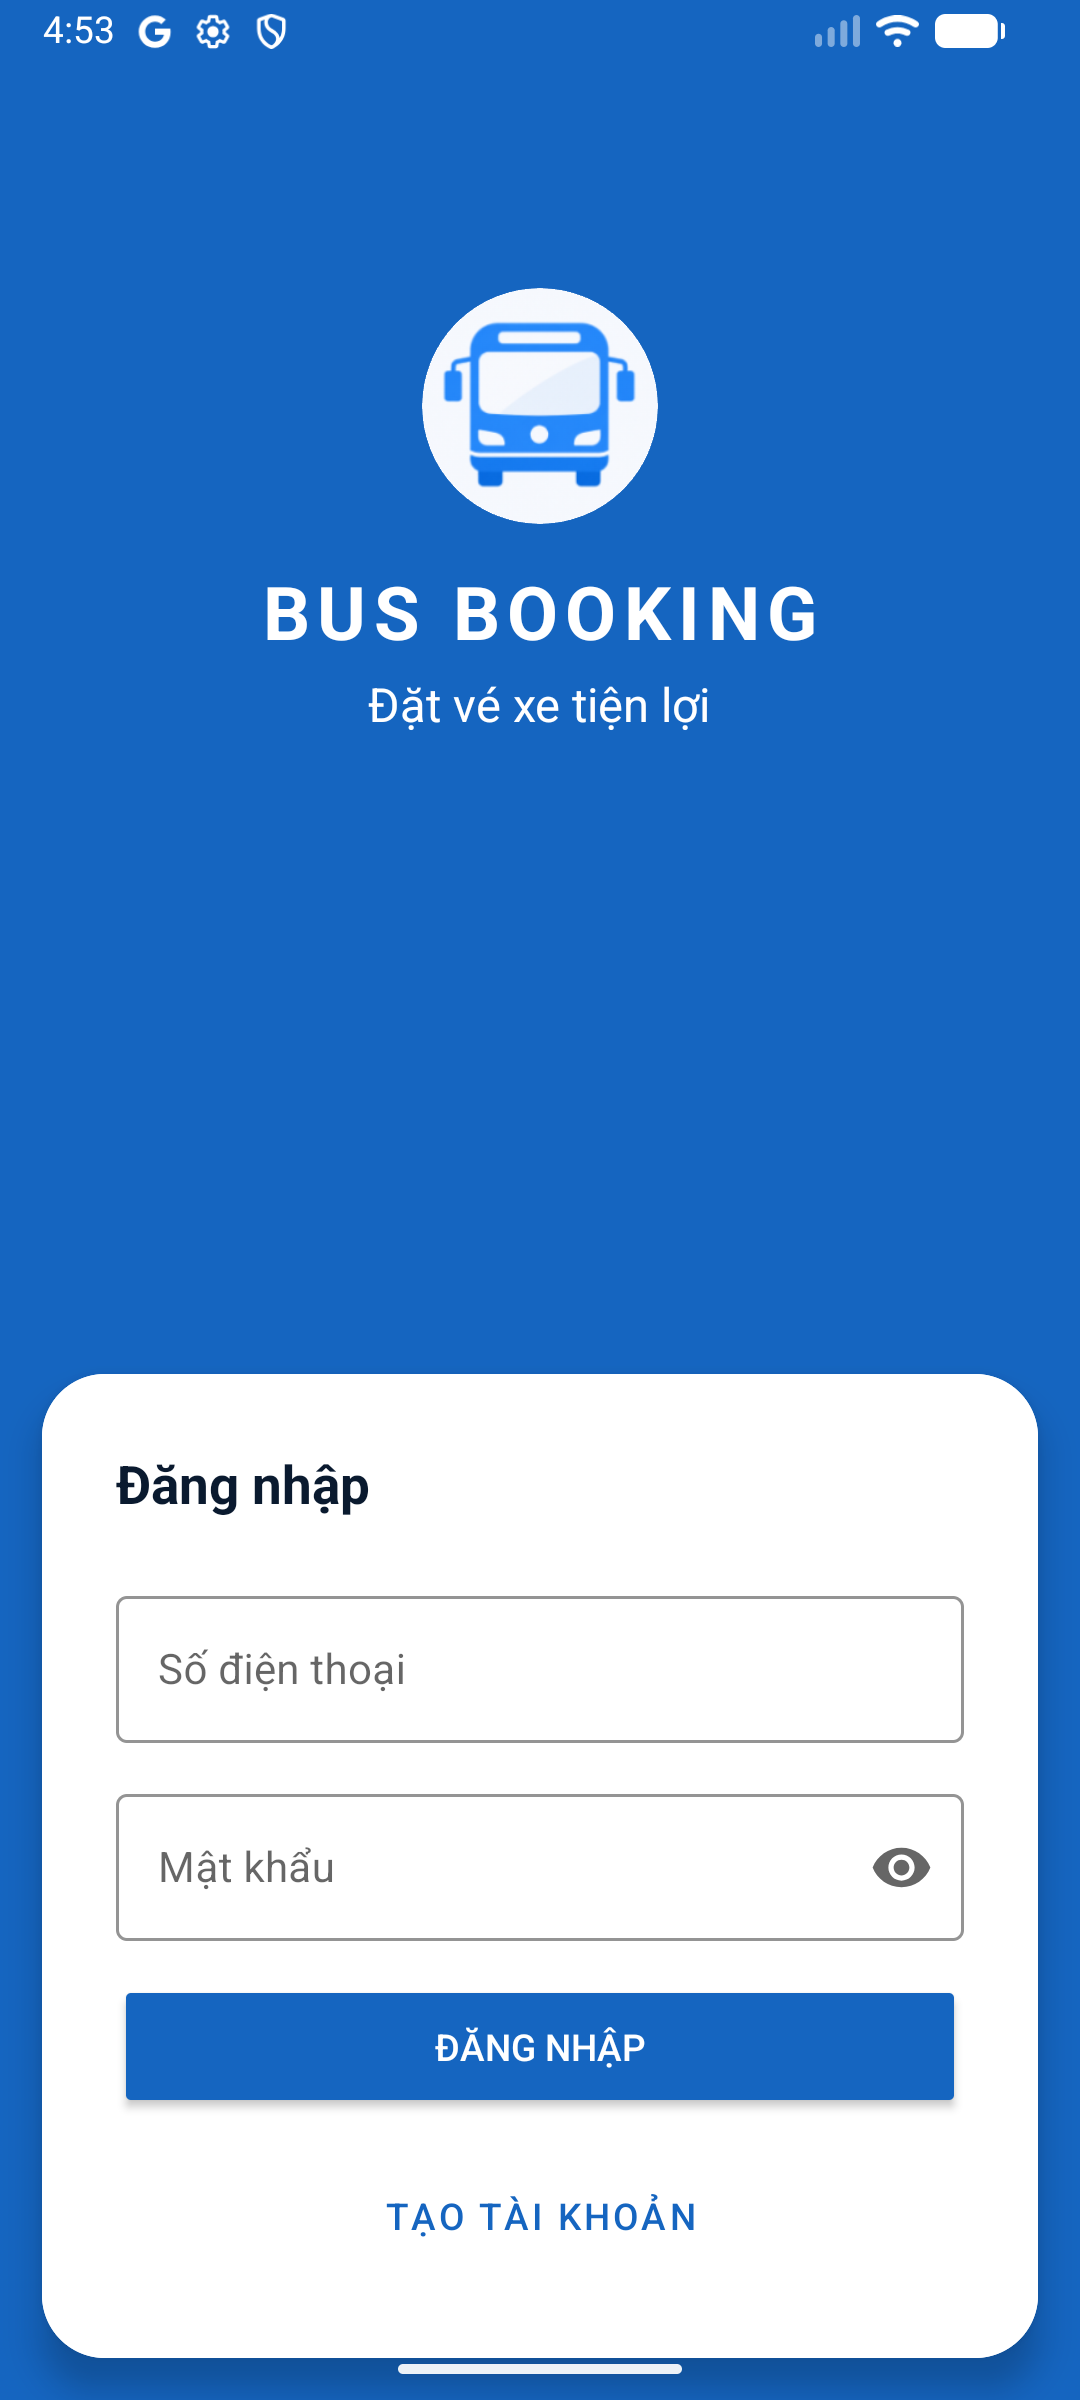 4:53
BUS BOOKING
Đặt vé xe tiện lợi
Đăng nhập
Số điện thoại
Mật khẩu
ĐĂNG NHẬP
TẠO TÀI KHOẢN